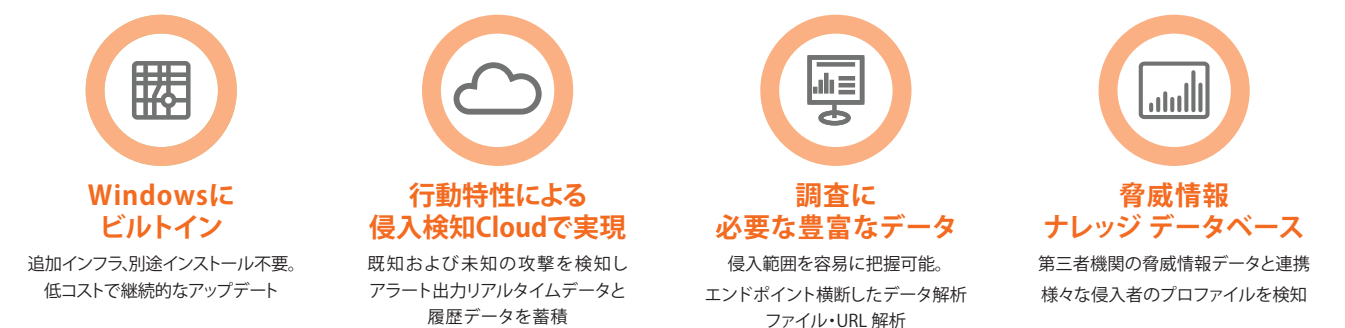 Windowsに
ビルトイン
追加インフラ、別途インストール不要。
低コストで継続的なアップデート
行動特性による
侵入検知Cloudで実現
既知および未知の攻撃を検知し
アラート出力リアルタイムデータと
履歴データを蓄積
調査に
必要な豊富なデータ
侵入範囲を容易に把握可能。
エンドポイント横断したデータ解析
ファイル・URL 解析
脅威情報
ナレッジ データベース
第三者機関の脅威情報データと連携
様々な侵入者のプロファイルを検知